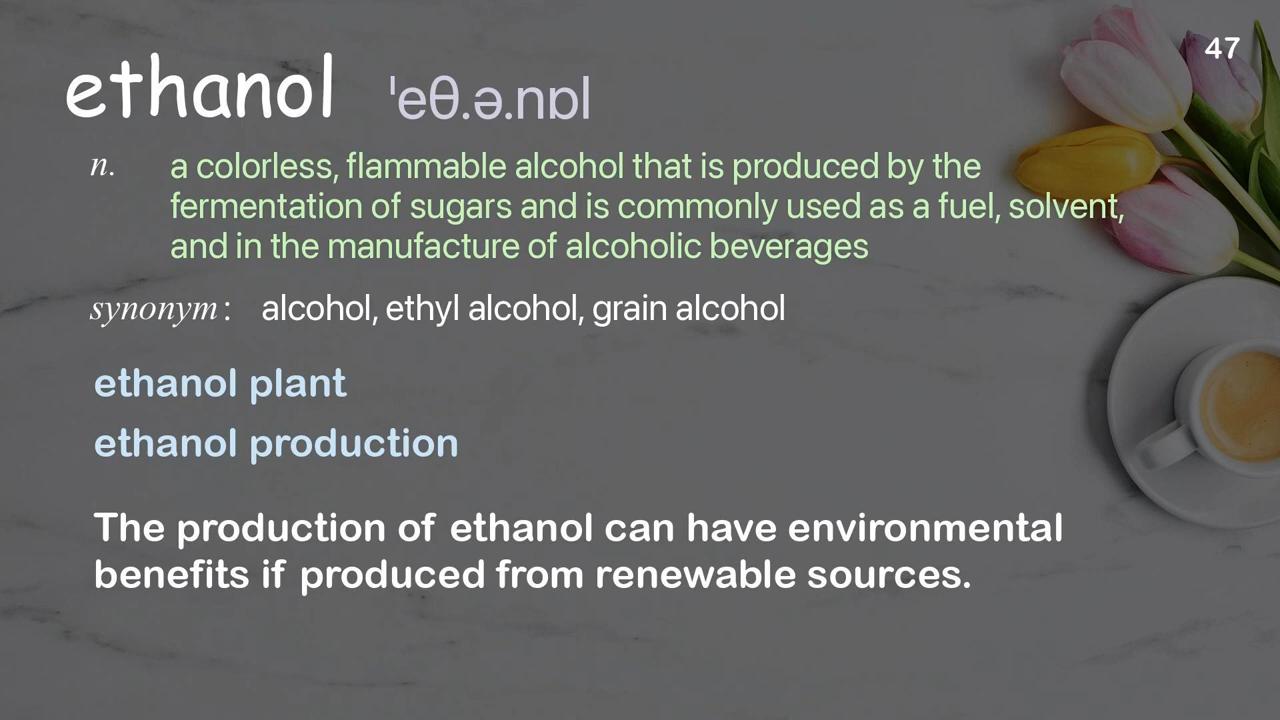 47
ethanol ˈeθ.ə.nɒl
n. a colorless, flammable alcohol that is produced by the
fermentation of sugars and is commonly used as a fuel, solvent,
and in the manufacture of alcoholic beverages
synonym: alcohol, ethyl alcohol, grain alcohol
ethanol plant
ethanol production
The production of ethanol can have environmental
benefits if produced from renewable sources.